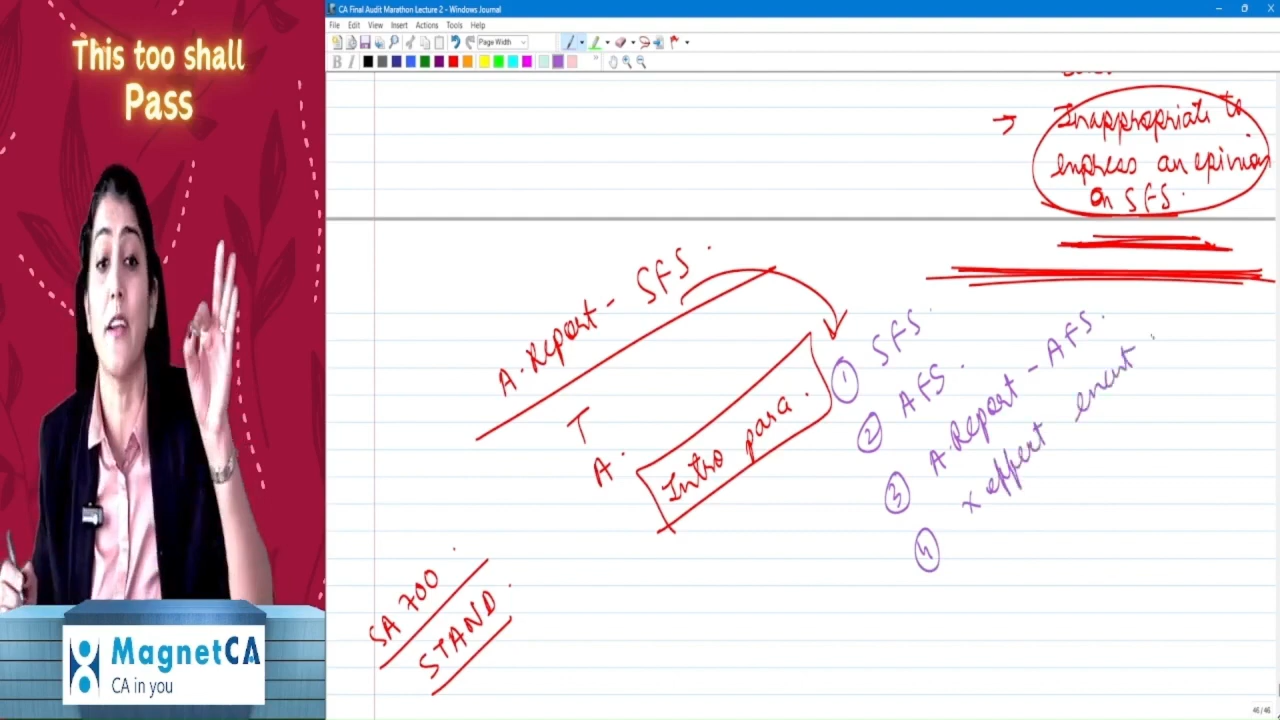 This too shall
Pass
CA Final Audit Marathon Lecture 2 - Windows Journal
File Edit View Insert Actions Tools Help
Page Width
B I
→ Inappropriate to
express an opinion
on SFS.
A. Report - SFS.
T
A.
Intro para.
① SFS.
② AFS.
③ A. Report - AFS.
x effect
④
SA 700
STAND
MagnetCA
CA in you
46/46